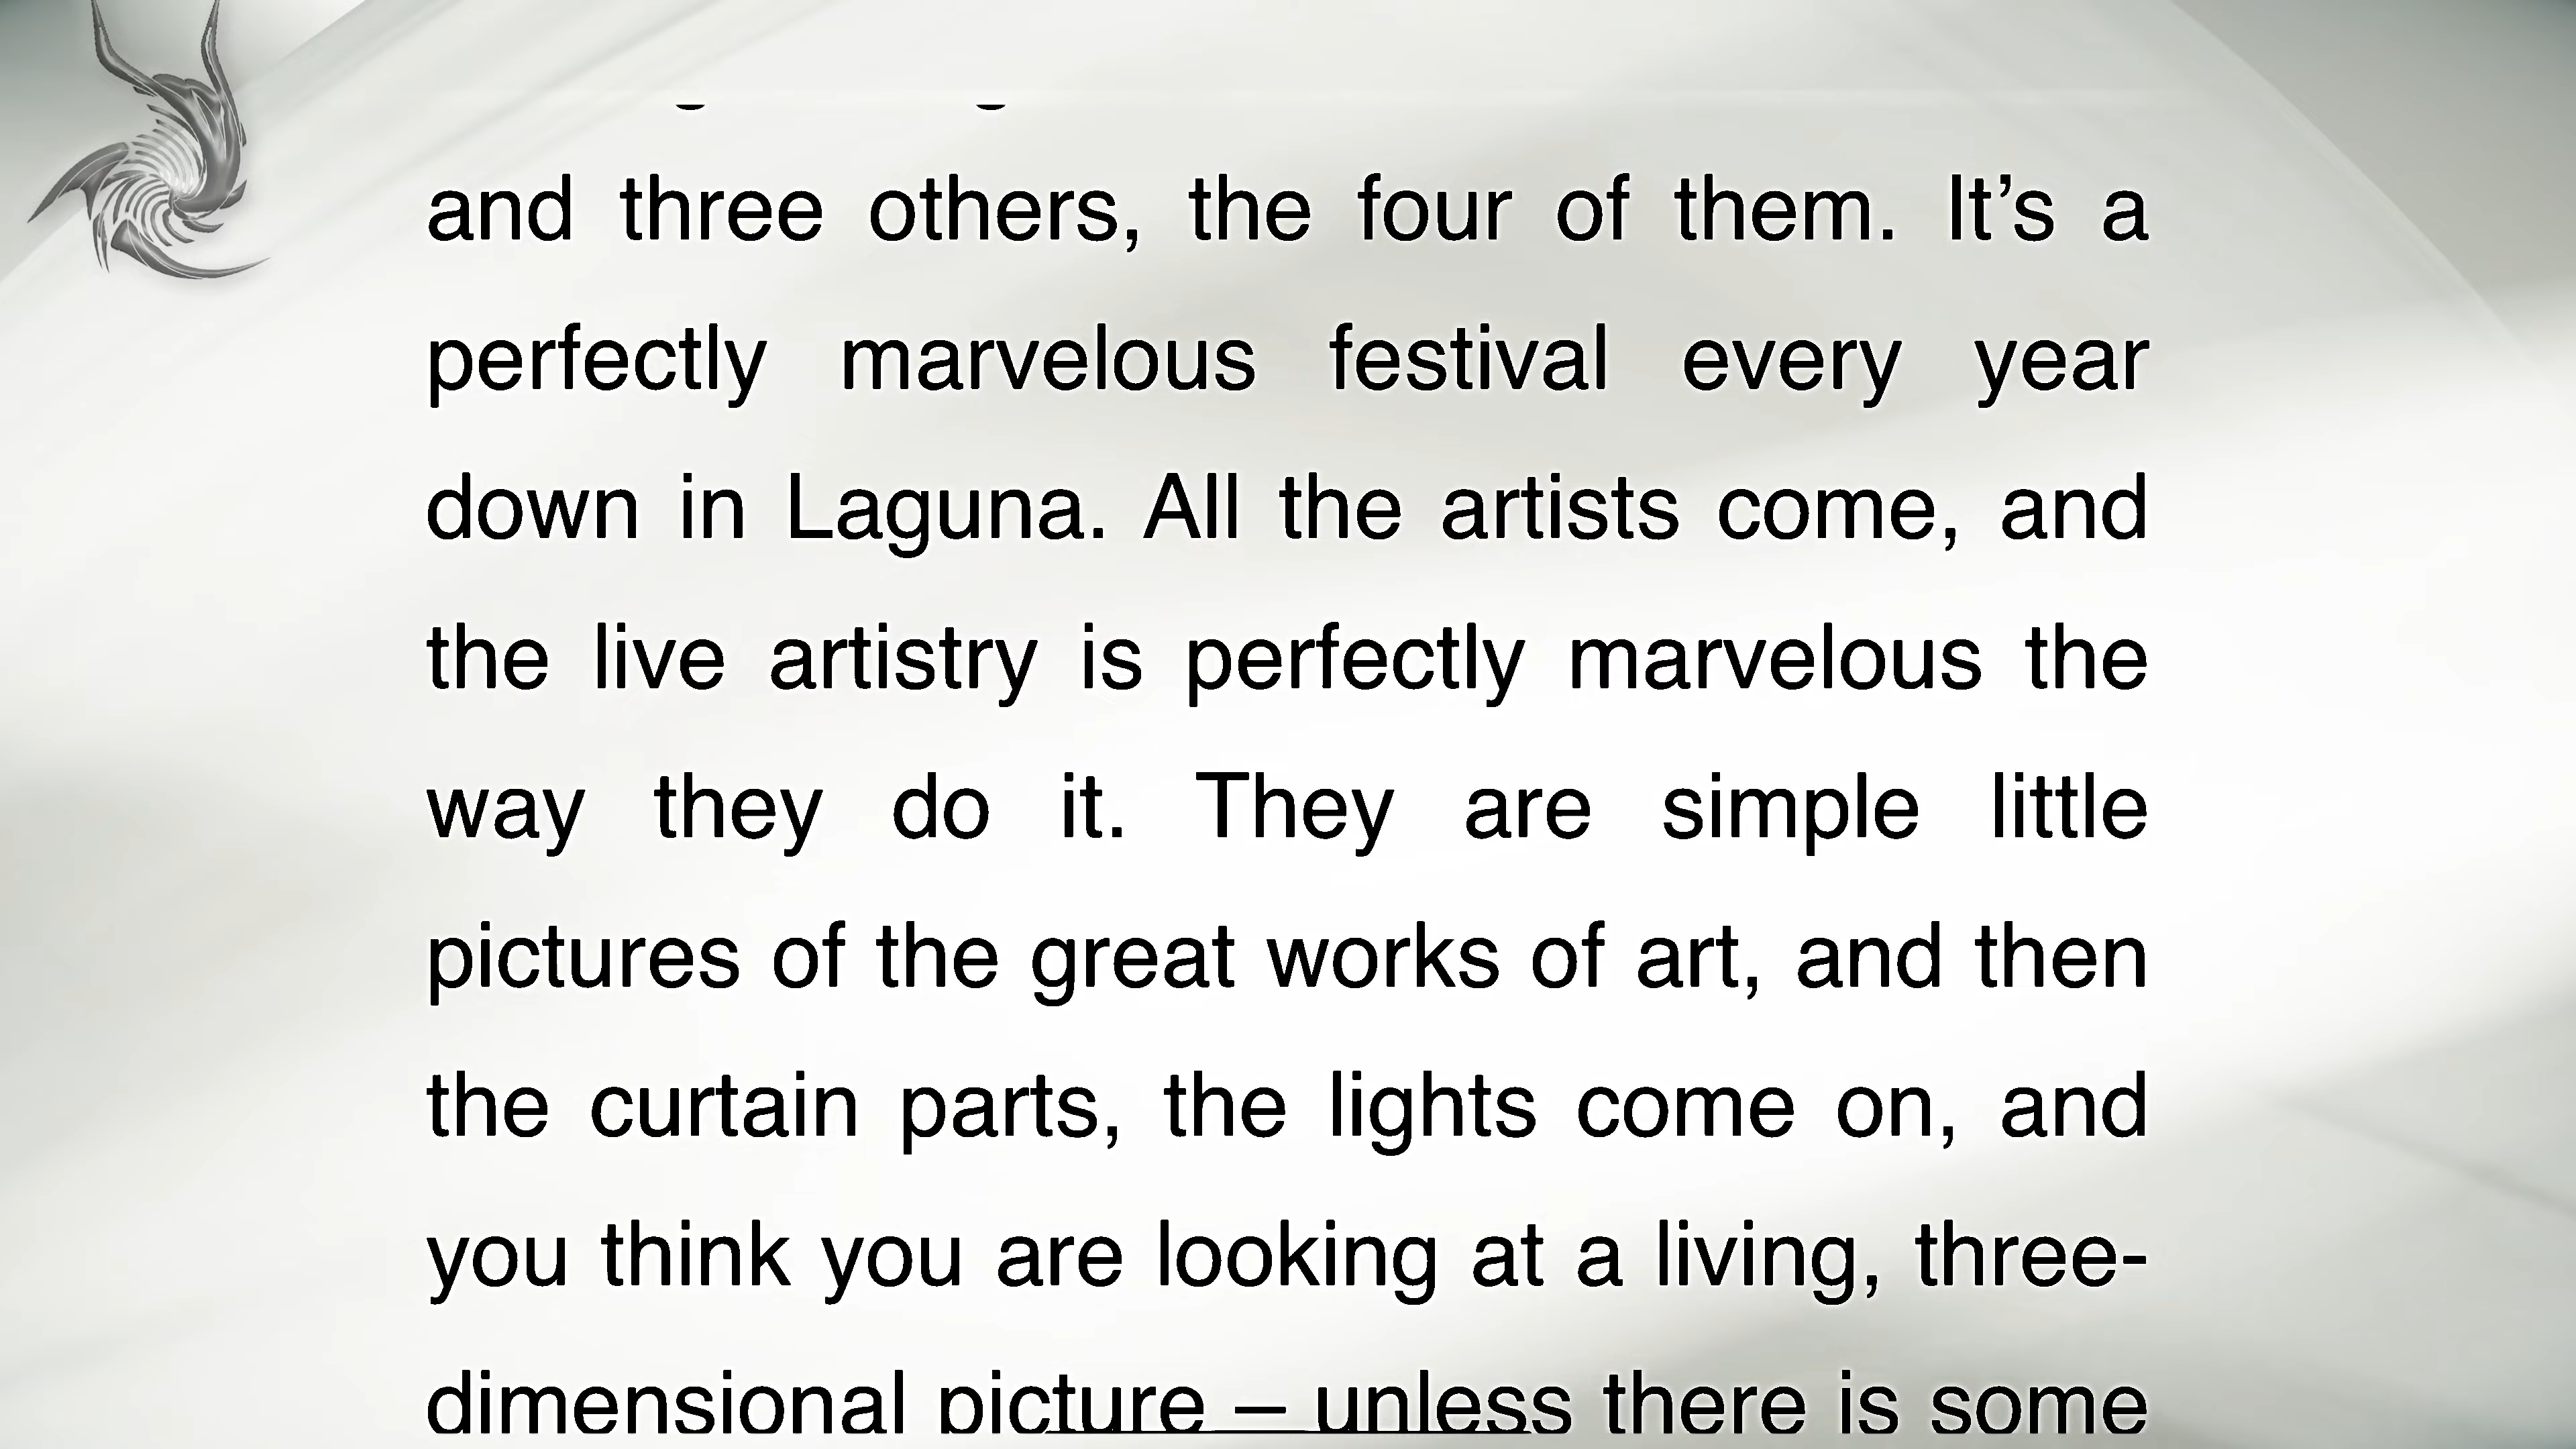 and three others, the four of them. It’s a
perfectly marvelous festival every year
down in Laguna. All the artists come, and
the live artistry is perfectly marvelous the
way they do it. They are simple little
pictures of the great works of art, and then
the curtain parts, the lights come on, and
you think you are looking at a living, three-
dimensional picture – unless there is some